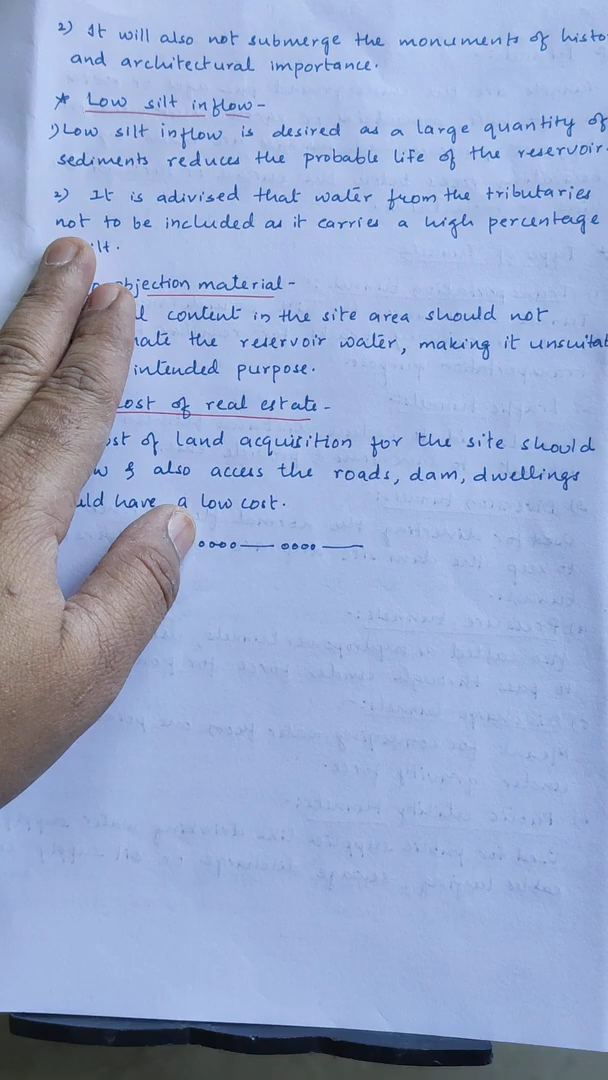 2) It will also not submerge the monuments of histo
and architectural importance.
* Low silt inflow -
1) Low silt inflow is desired as a large quantity of
sediments reduces the probable life of the reservoir.
2) It is adivised that water from the tributaries
not to be included as it carries a high percentage
ilt.
objection material -
l content in the site area should not
nate the reservoir water, making it unsuitab
intended purpose.
cost of real estate -
ost of land acquisition for the site should
w & also access the roads, dam, dwellings
uld have a low cost.